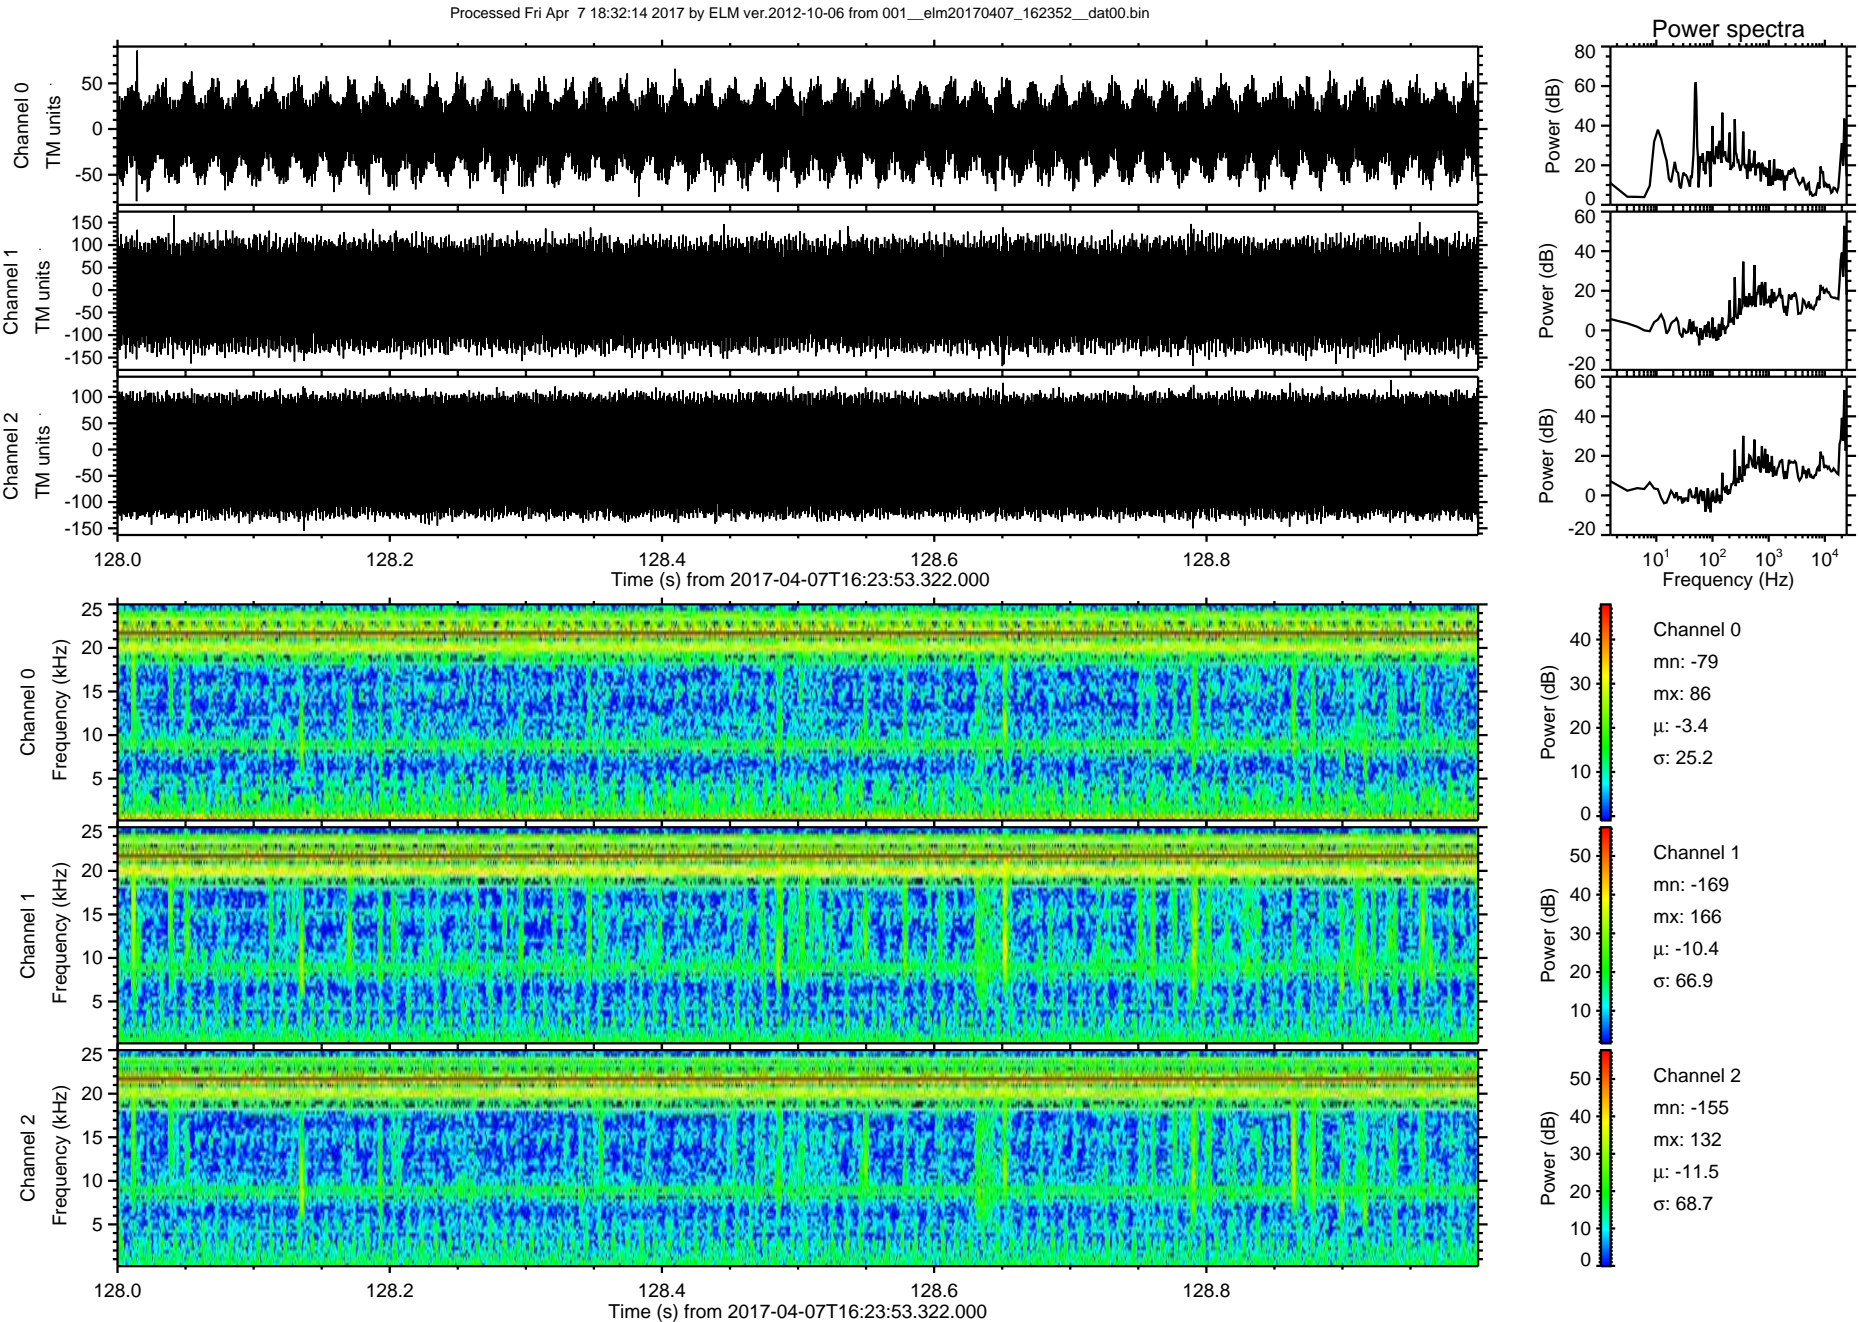 Processed Fri Apr  7 18:32:14 2017 by ELM ver.2012-10-06 from 001__elm20170407_162352__dat00.bin
Power spectra
Channel 0
TM units
50
0
-50
Power (dB)
80
60
40
20
0
Channel 1
TM units
150
100
50
0
-50
-100
-150
Power (dB)
60
40
20
0
-20
Channel 2
TM units
100
50
0
-50
-100
-150
Power (dB)
60
40
20
0
-20
128.0 128.2 128.4 128.6 128.8
Time (s) from 2017-04-07T16:23:53.322.000
10¹ 10² 10³ 10⁴
Frequency (Hz)
Channel 0
Frequency (kHz)
25
20
15
10
5
Power (dB)
40
30
20
10
0
Channel 0
mn: -79
mx: 86
μ: -3.4
σ: 25.2
Channel 1
Frequency (kHz)
25
20
15
10
5
Power (dB)
50
40
30
20
10
Channel 1
mn: -169
mx: 166
μ: -10.4
σ: 66.9
Channel 2
Frequency (kHz)
25
20
15
10
5
Power (dB)
50
40
30
20
10
0
Channel 2
mn: -155
mx: 132
μ: -11.5
σ: 68.7
128.0 128.2 128.4 128.6 128.8
Time (s) from 2017-04-07T16:23:53.322.000